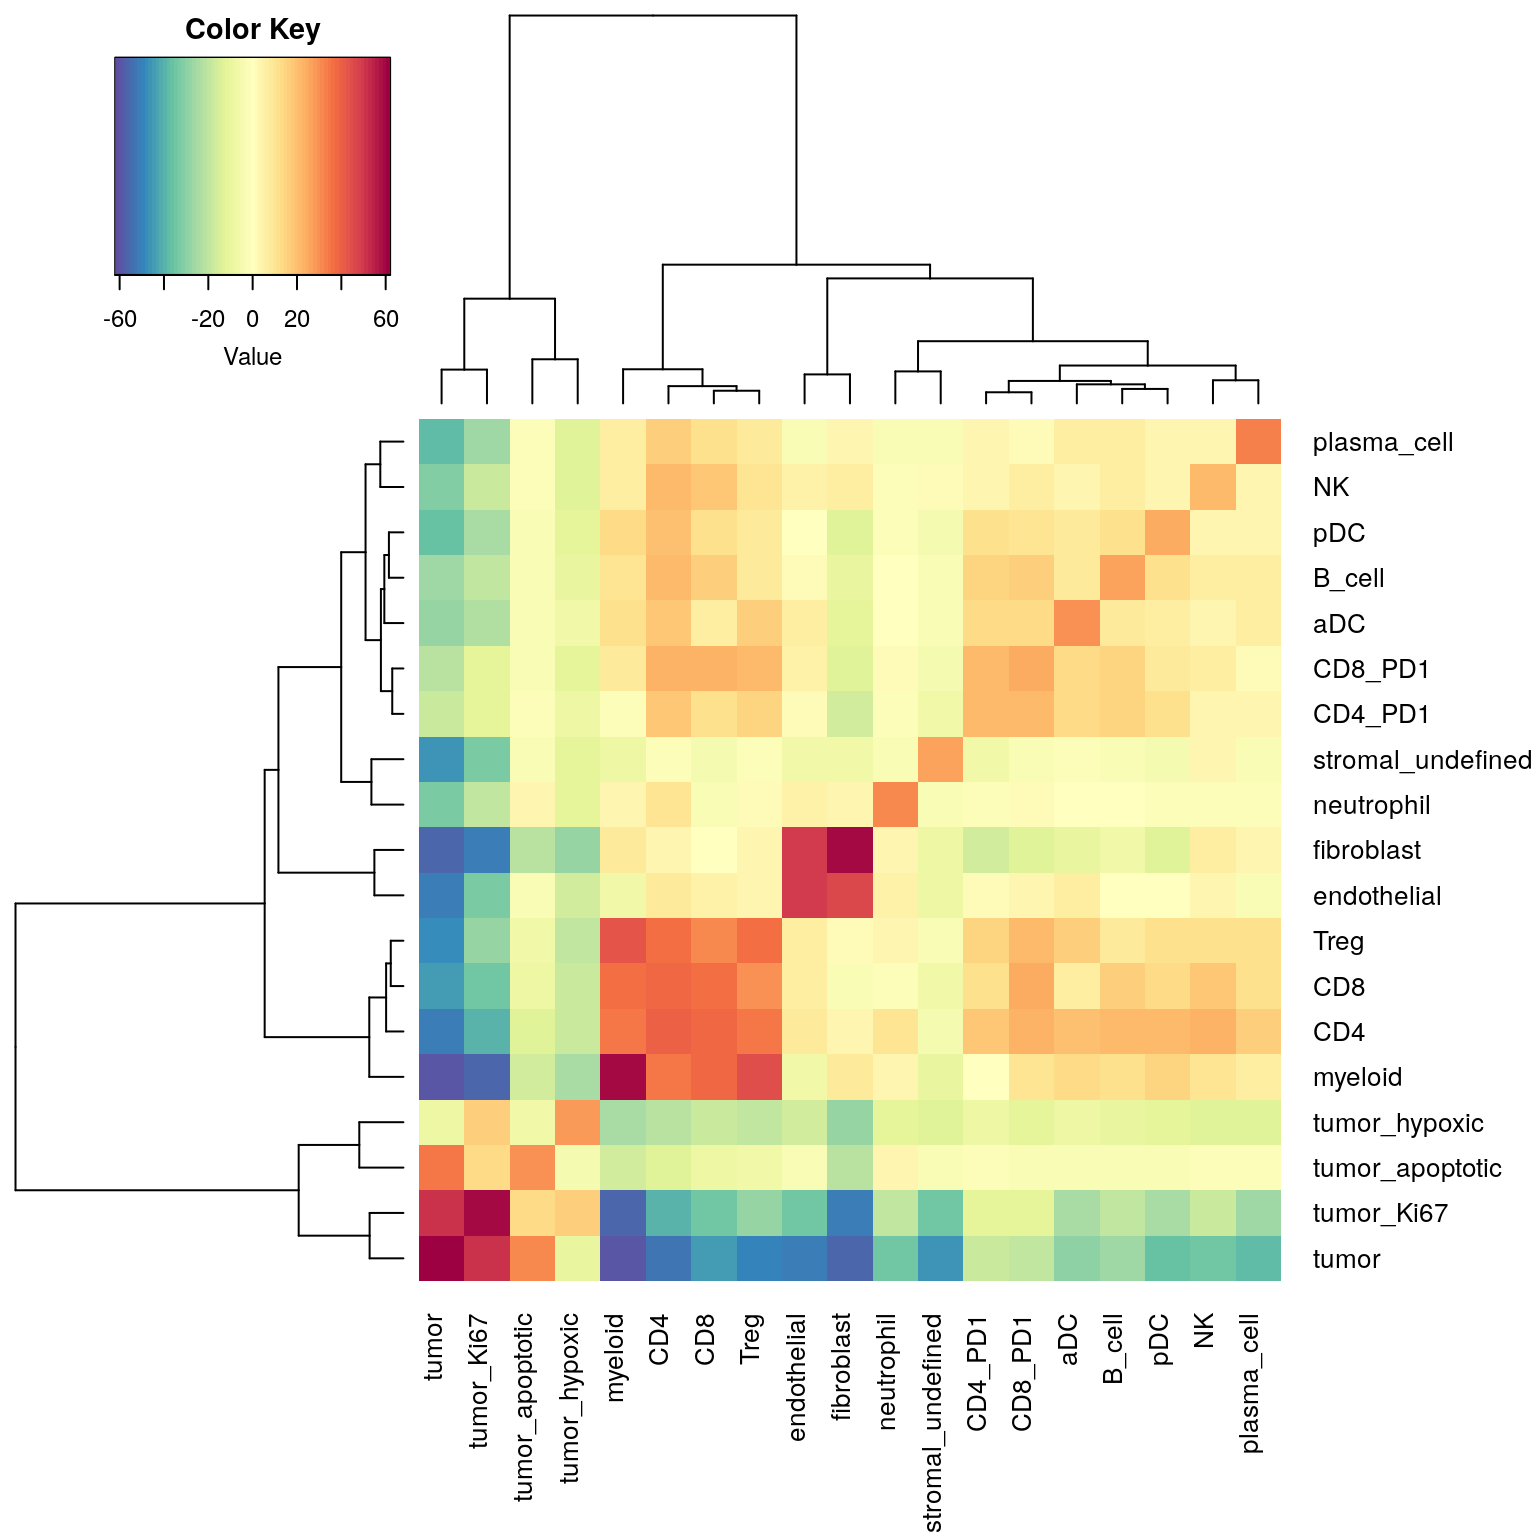 Color Key
-60 -20 0 20 60
Value
plasma_cell
NK
pDC
B_cell
aDC
CD8_PD1
CD4_PD1
stromal_undefined
neutrophil
fibroblast
endothelial
Treg
CD8
CD4
myeloid
tumor_hypoxic
tumor_apoptotic
tumor_Ki67
tumor
tumor
tumor_Ki67
tumor_apoptotic
tumor_hypoxic
myeloid
CD4
CD8
Treg
endothelial
fibroblast
neutrophil
stromal_undefined
CD4_PD1
CD8_PD1
aDC
B_cell
pDC
NK
plasma_cell